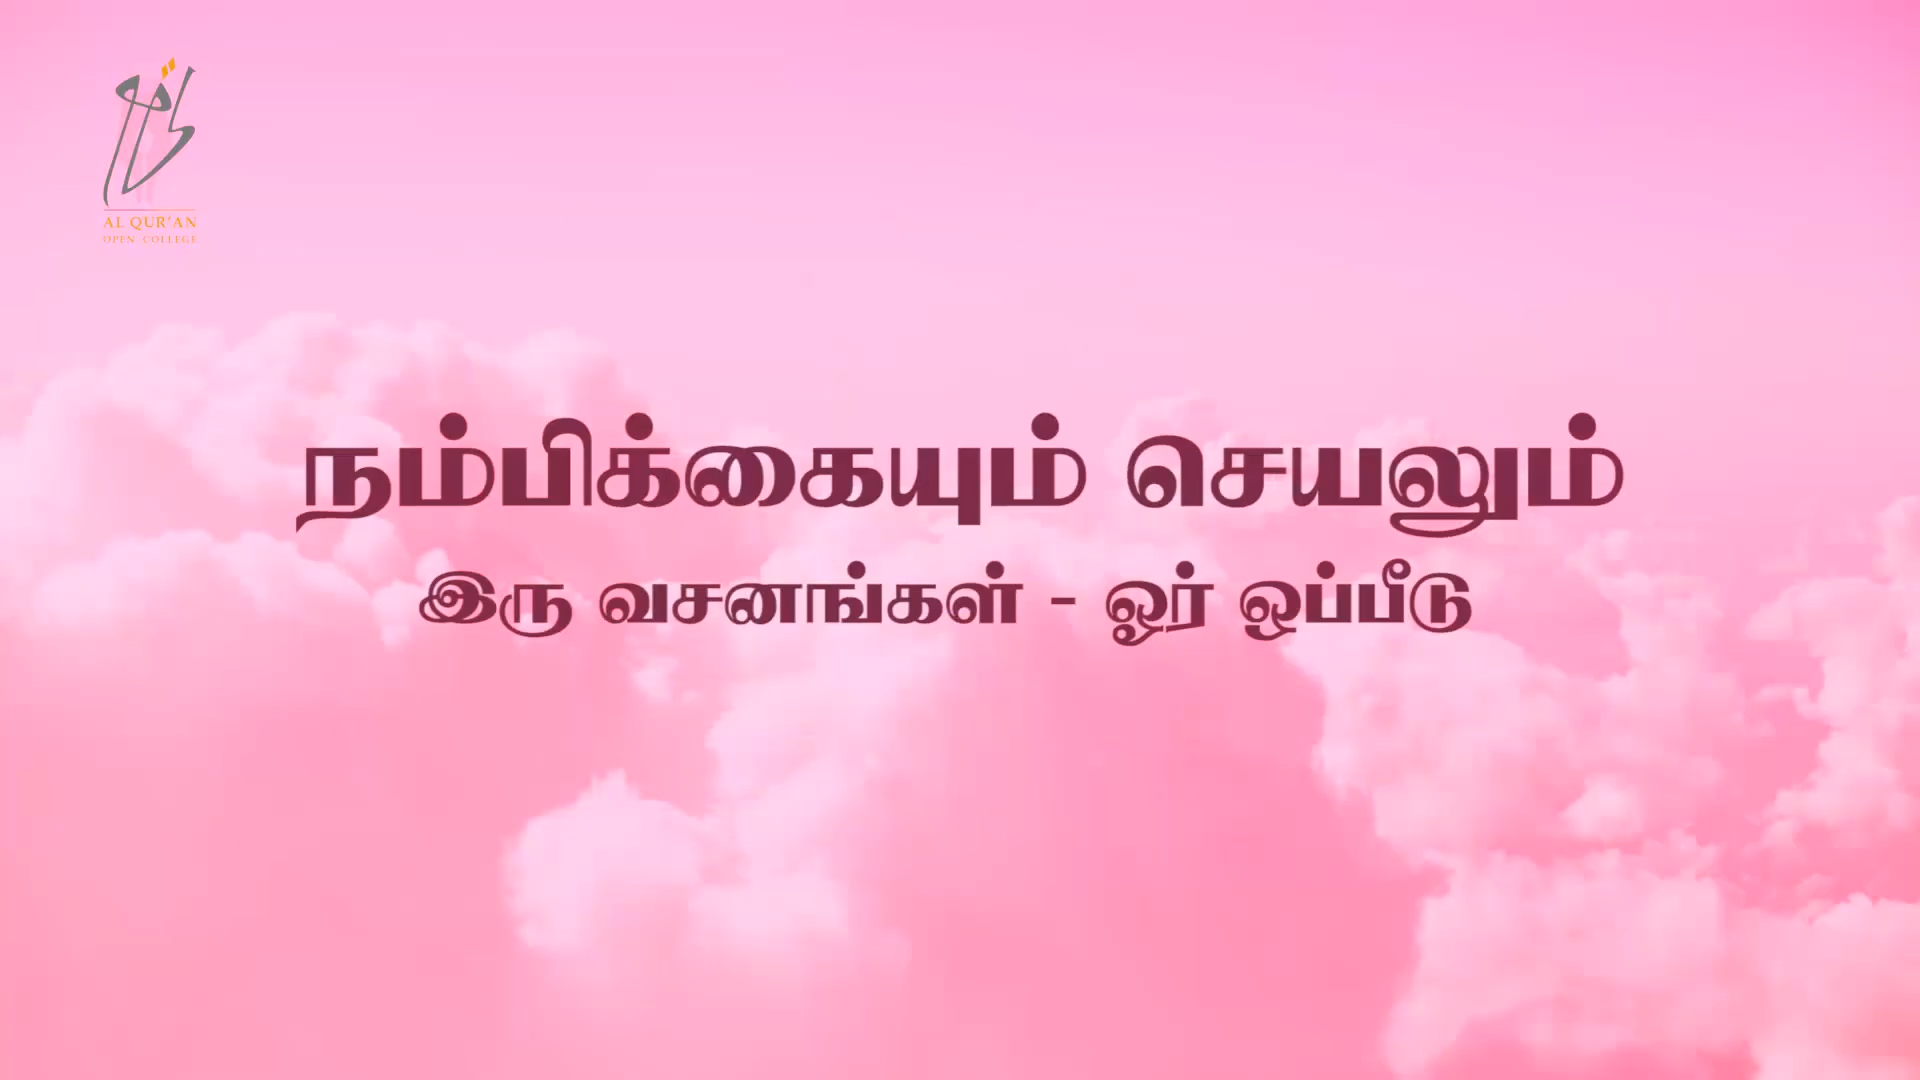 AL QUR'AN
OPEN COLLEGE
நம்பிக்கையும் செயலும்
இரு வசனங்கள் - ஓர் ஒப்பீடு